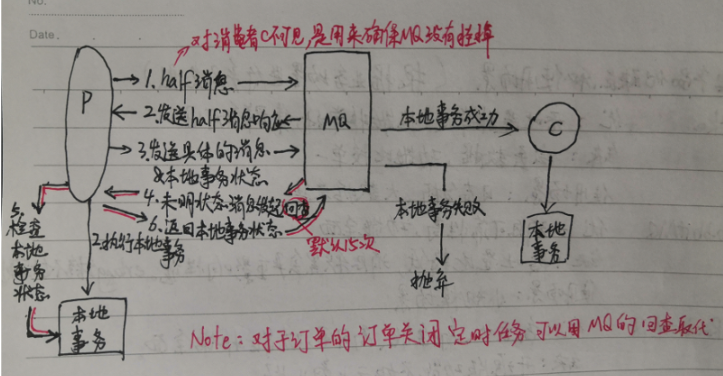 No.
Date.
对消费者C不可见,是用来确保MQ没有挂掉
P
1.half消息
2.发送half消息响应
3.发送具体的消息
&本地事务状态
4.未明状态消息发起回查
6.返回本地事务状态
默认15次
2.执行本地
事务
5.
检查
本地
事务
状态
本地
事务
MQ
本地事务成功
C
本地
事务
本地事务失败
抛弃
Note:对于订单的订单关闭定时任务可以用MQ的回查取代